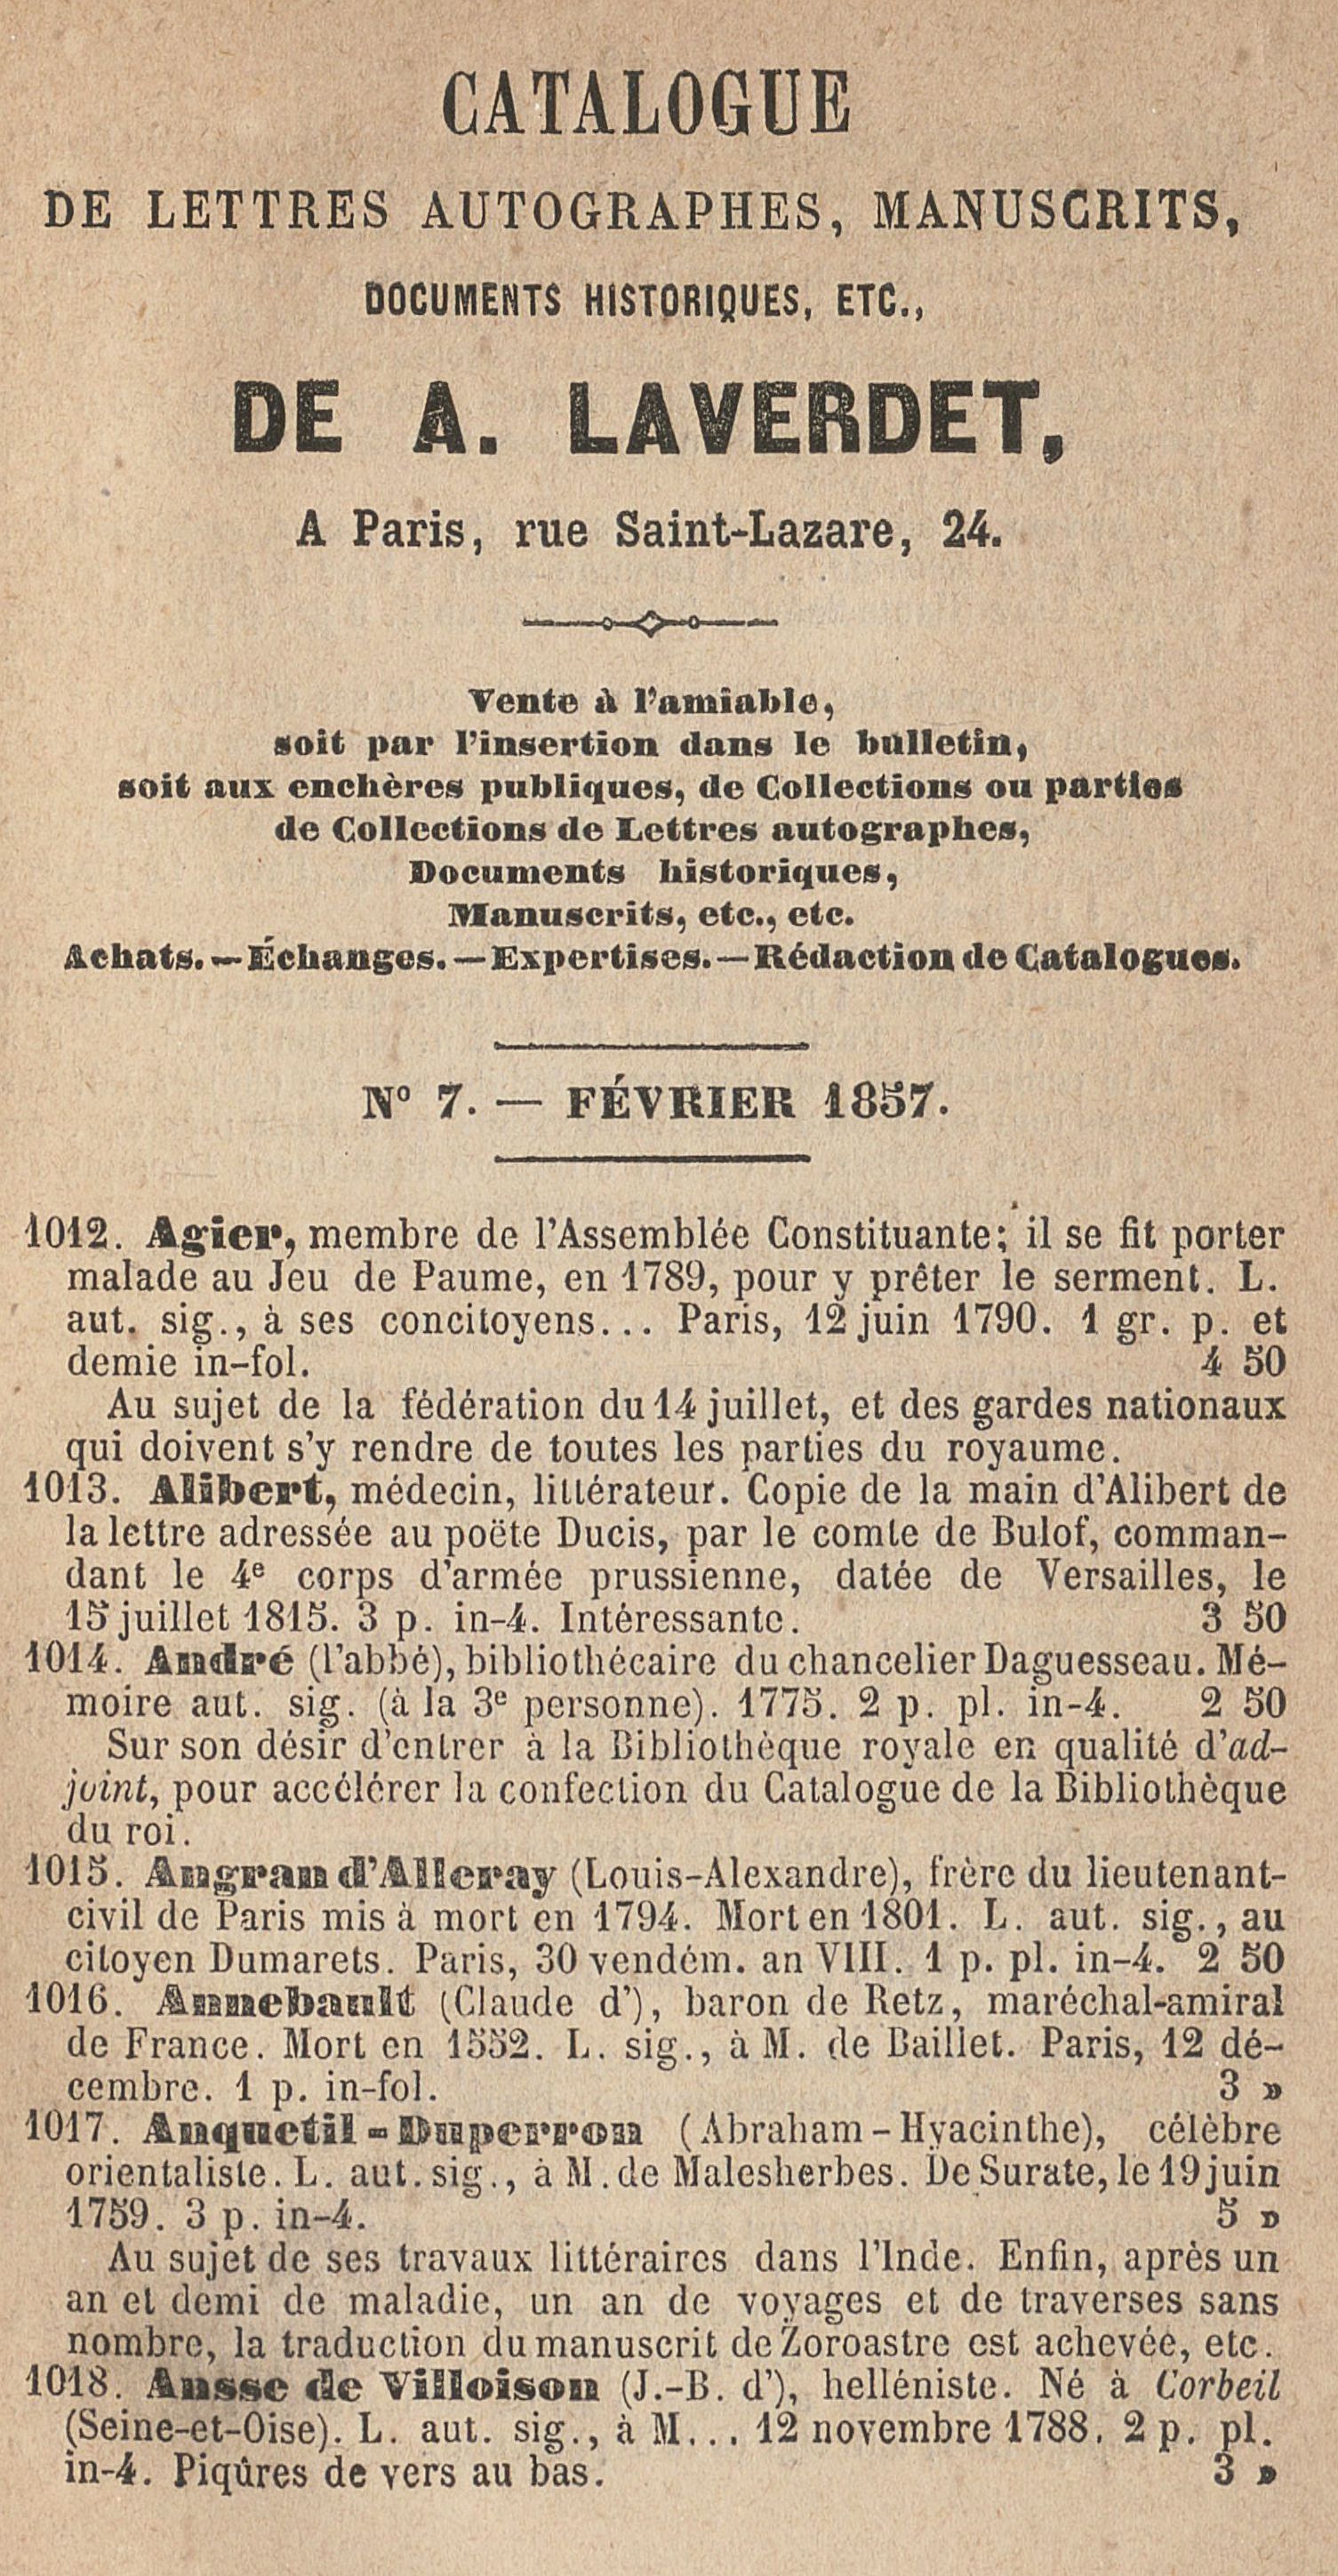 CATALOGUE
DE LETTRES AUTOGRAPHES, MANUSCRITS,
DOCUMENTS HISTORIQUES, ETC.,
DE A. LAVERDET,
A Paris, rue Saint-Lazare, 24.
Vente à l'amiable,
soit par l'insertion dans le bulletin,
soit aux enchères publiques, de Collections ou parties
de Collections de Lettres autographes,
Documents historiques,
Manuscrits, etc., etc.
Achats. — Échanges. — Expertises. — Rédaction de Catalogues.
N° 7. — FÉVRIER 1857.
1012. Agier, membre de l'Assemblée Constituante; il se fit porter
malade au Jeu de Paume, en 1789, pour y prêter le serment. L.
aut. sig., à ses concitoyens... Paris, 12 juin 1790. 1 gr. p. et
demie in-fol. 4 50
Au sujet de la fédération du 14 juillet, et des gardes nationaux
qui doivent s'y rendre de toutes les parties du royaume.
1013. Alibert, médecin, littérateur. Copie de la main d'Alibert de
la lettre adressée au poëte Ducis, par le comte de Bulof, comman-
dant le 4e corps d'armée prussienne, datée de Versailles, le
15 juillet 1815. 3 p. in-4. Intéressante. 3 50
1014. André (l'abbé), bibliothécaire du chancelier Daguesseau. Mé-
moire aut. sig. (à la 3e personne). 1775. 2 p. pl. in-4. 2 50
Sur son désir d'entrer à la Bibliothèque royale en qualité d'ad-
joint, pour accélérer la confection du Catalogue de la Bibliothèque
du roi.
1015. Angran d'Alleray (Louis-Alexandre), frère du lieutenant-
civil de Paris mis à mort en 1794. Mort en 1801. L. aut. sig., au
citoyen Dumarets. Paris, 30 vendém. an VIII. 1 p. pl. in-4. 2 50
1016. Annebault (Claude d'), baron de Retz, maréchal-amiral
de France. Mort en 1552. L. sig., à M. de Baillet. Paris, 12 dé-
cembre. 1 p. in-fol. 3 »
1017. Anquetil-Duperron (Abraham-Hyacinthe), célèbre
orientaliste. L. aut. sig., à M. de Malesherbes. De Surate, le 19 juin
1759. 3 p. in-4. 5 »
Au sujet de ses travaux littéraires dans l'Inde. Enfin, après un
an et demi de maladie, un an de voyages et de traverses sans
nombre, la traduction du manuscrit de Zoroastre est achevée, etc.
1018. Ansse de Villoison (J.-B. d'), helléniste. Né à Corbeil
(Seine-et-Oise). L. aut. sig., à M... 12 novembre 1788. 2 p. pl.
in-4. Piqûres de vers au bas. 3 »